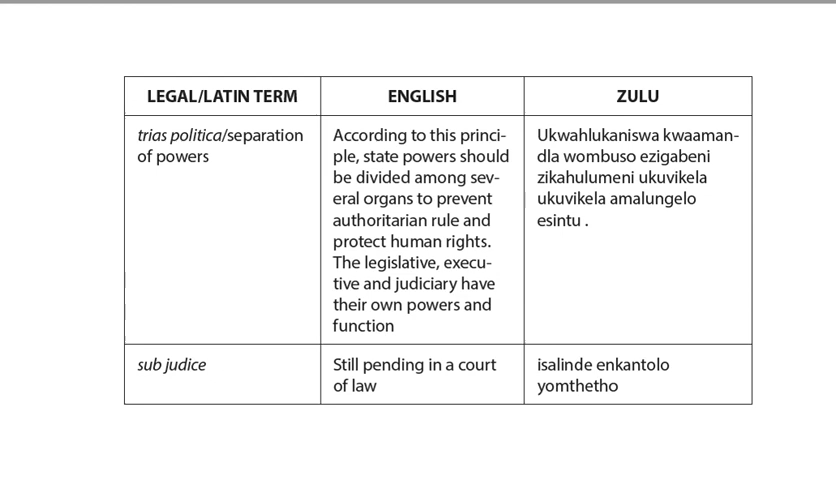 LEGAL/LATIN TERM
ENGLISH
ZULU
trias politica/separation
of powers
According to this princi-
ple, state powers should
be divided among sev-
eral organs to prevent
authoritarian rule and
protect human rights.
The legislative, execu-
tive and judiciary have
their own powers and
function
Ukwahlukaniswa kwaaman-
dla wombuso ezigabeni
zikahulumeni ukuvikela
ukuvikela amalungelo
esintu .
sub judice
Still pending in a court
of law
isalinde enkantolo
yomthetho